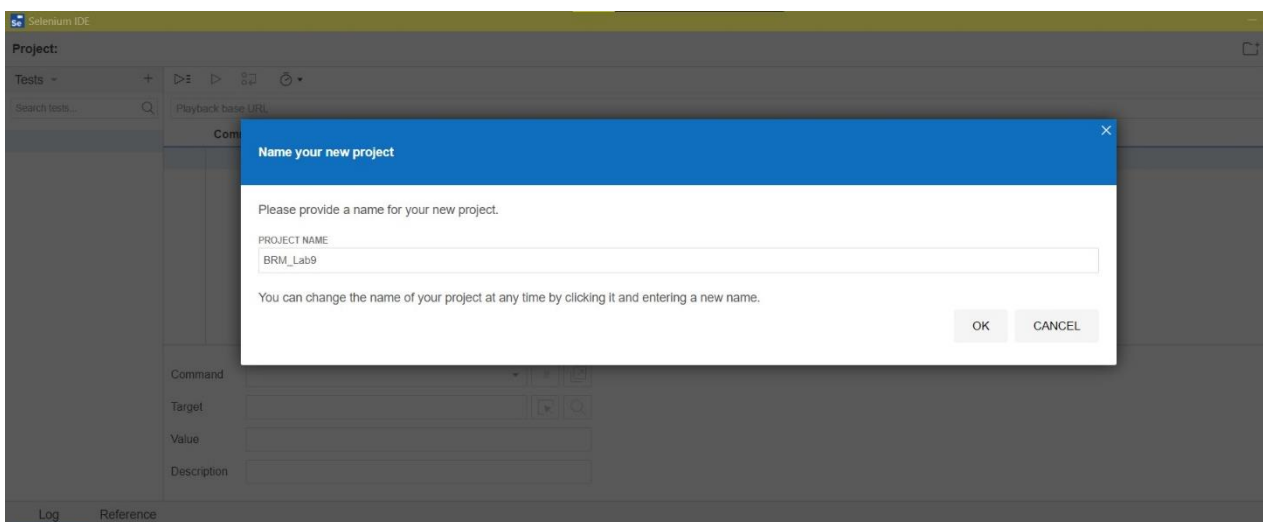 Se Selenium IDE
Project:
Tests
Search tests...
Playback base URL
Com
Name your new project
Please provide a name for your new project.
PROJECT NAME
BRM_Lab9
You can change the name of your project at any time by clicking it and entering a new name.
OK CANCEL
Command
Target
Value
Description
Log Reference